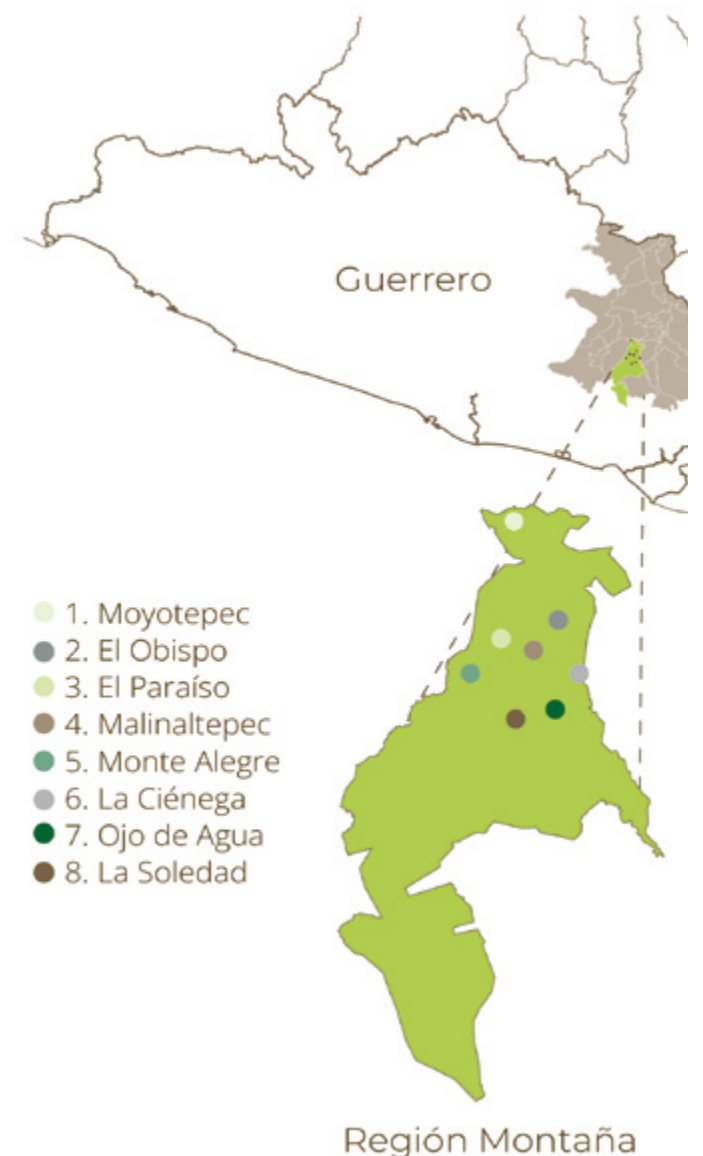 Guerrero
1. Moyotepec
2. El Obispo
3. El Paraíso
4. Malinaltepec
5. Monte Alegre
6. La Ciénega
7. Ojo de Agua
8. La Soledad
Región Montaña